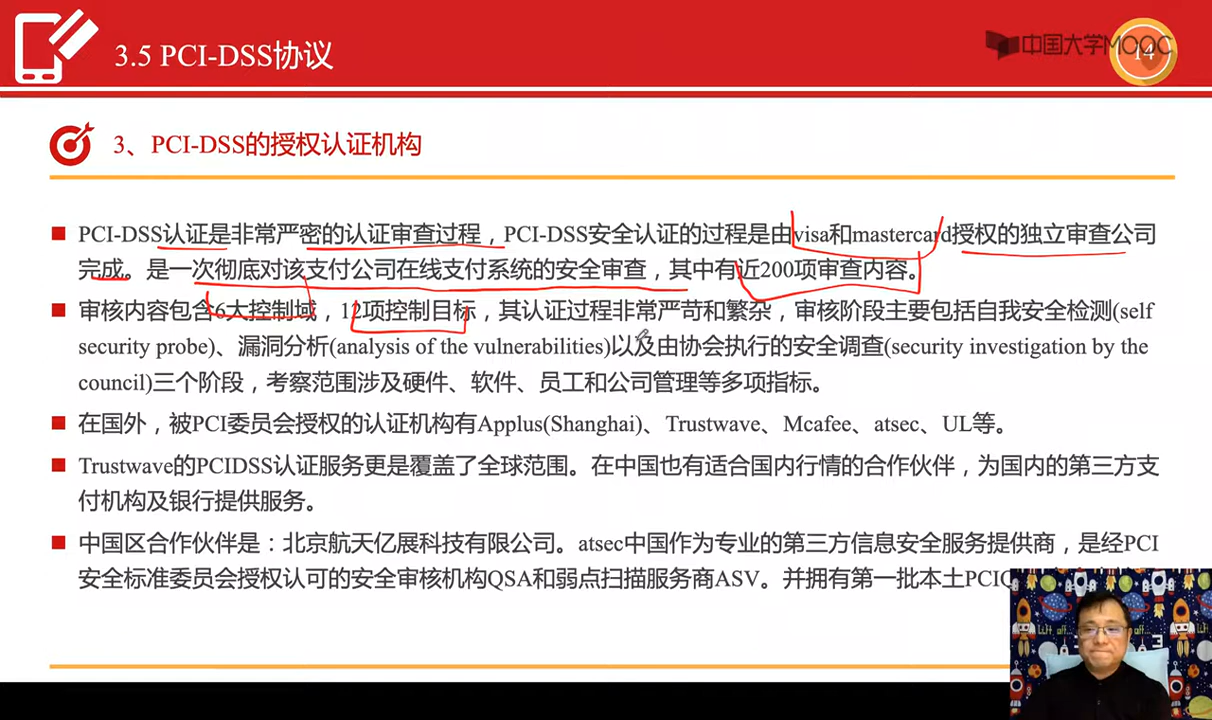 3.5 PCI-DSS协议
中国大学MOOC
14
3、PCI-DSS的授权认证机构
PCI-DSS认证是非常严密的认证审查过程，PCI-DSS安全认证的过程是由visa和mastercard授权的独立审查公司
完成。是一次彻底对该支付公司在线支付系统的安全审查，其中有近200项审查内容。
审核内容包含6大控制域，12项控制目标，其认证过程非常严苛和繁杂，审核阶段主要包括自我安全检测(self
security probe)、漏洞分析(analysis of the vulnerabilities)以及由协会执行的安全调查(security investigation by the
council)三个阶段，考察范围涉及硬件、软件、员工和公司管理等多项指标。
在国外，被PCI委员会授权的认证机构有Applus(Shanghai)、Trustwave、Mcafee、atsec、UL等。
Trustwave的PCIDSS认证服务更是覆盖了全球范围。在中国也有适合国内行情的合作伙伴，为国内的第三方支
付机构及银行提供服务。
中国区合作伙伴是：北京航天亿展科技有限公司。atsec中国作为专业的第三方信息安全服务提供商，是经PCI
安全标准委员会授权认可的安全审核机构QSA和弱点扫描服务商ASV。并拥有第一批本土